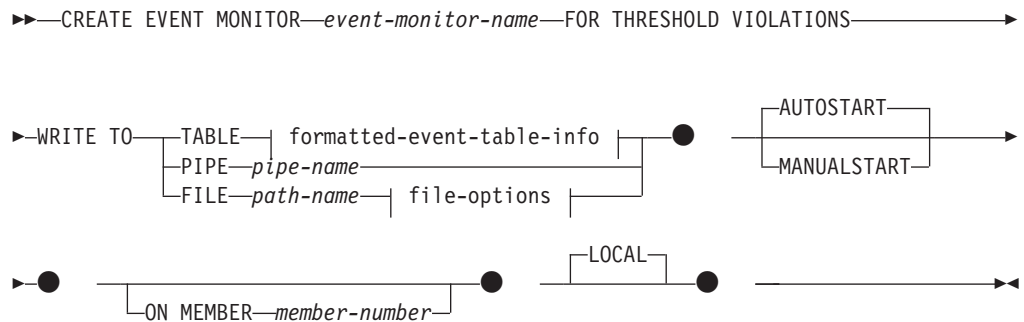 CREATE EVENT MONITOR event-monitor-name FOR THRESHOLD VIOLATIONS
AUTOSTART
WRITE TO TABLE formatted-event-table-info
PIPE pipe-name MANUALSTART
FILE path-name file-options
LOCAL
ON MEMBER member-number